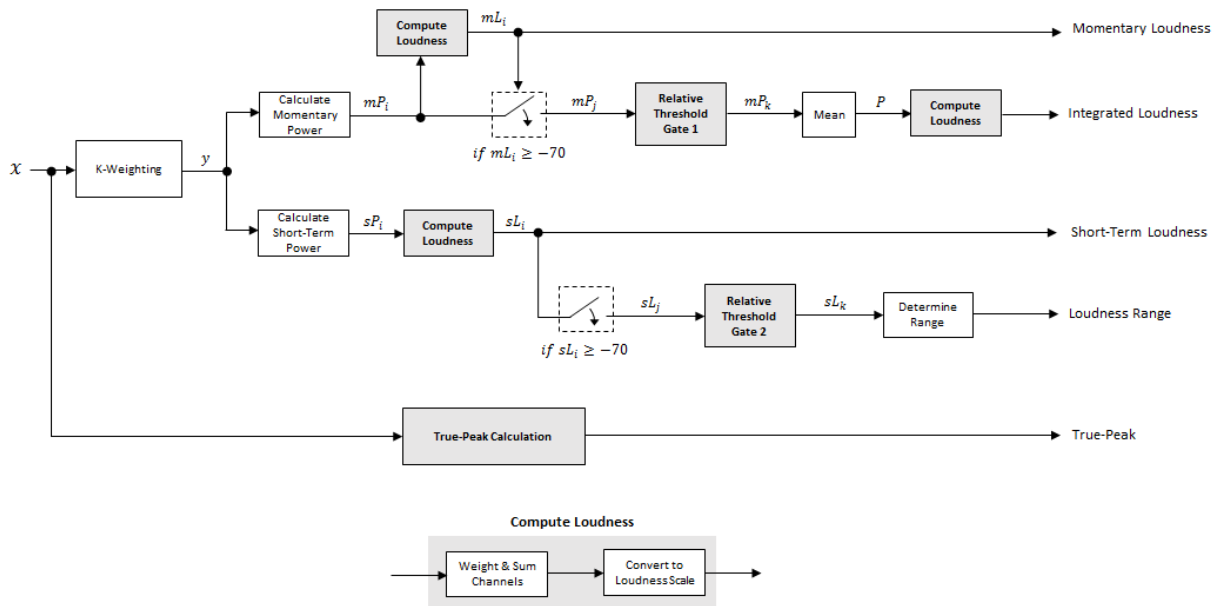 Compute
Loudness
mL_i
Momentary Loudness
Calculate
Momentary
Power
mP_i
mP_j
Relative
Threshold
Gate 1
mP_k
Mean
P
Compute
Loudness
Integrated Loudness
if mL_i ≥ −70
x
K-Weighting
y
Calculate
Short-Term
Power
sP_i
Compute
Loudness
sL_i
Short-Term Loudness
sL_j
Relative
Threshold
Gate 2
sL_k
Determine
Range
Loudness Range
if sL_i ≥ −70
True-Peak Calculation
True-Peak
Compute Loudness
Weight & Sum
Channels
Convert to
Loudness Scale